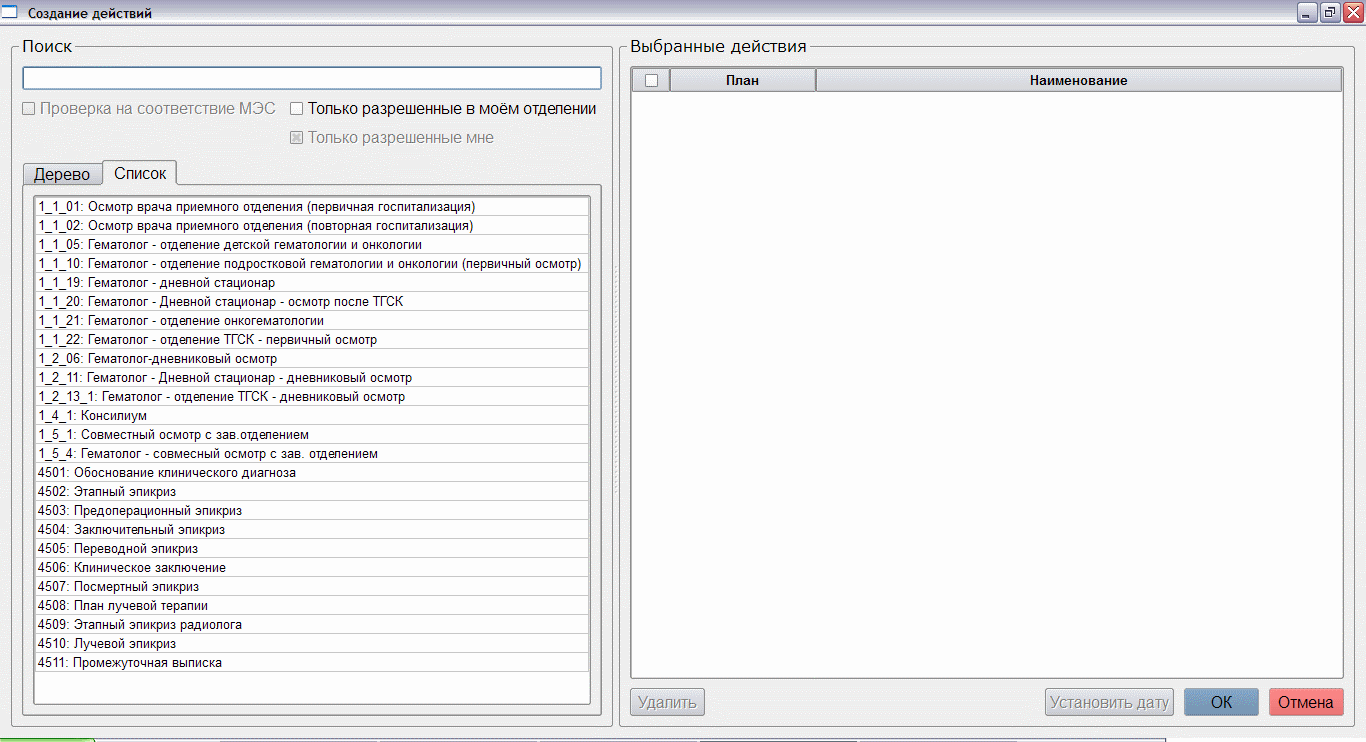 Создание действий
Поиск
Проверка на соответствие МЭС
Только разрешенные в моём отделении
Только разрешенные мне
Дерево
Список
1_1_01: Осмотр врача приемного отделения (первичная госпитализация)
1_1_02: Осмотр врача приемного отделения (повторная госпитализация)
1_1_05: Гематолог - отделение детской гематологии и онкологии
1_1_10: Гематолог - отделение подростковой гематологии и онкологии (первичный осмотр)
1_1_19: Гематолог - дневной стационар
1_1_20: Гематолог - Дневной стационар - осмотр после ТГСК
1_1_21: Гематолог - отделение онкогематологии
1_1_22: Гематолог - отделение ТГСК - первичный осмотр
1_2_06: Гематолог-дневниковый осмотр
1_2_11: Гематолог - Дневной стационар - дневниковый осмотр
1_2_13_1: Гематолог - отделение ТГСК - дневниковый осмотр
1_4_1: Консилиум
1_5_1: Совместный осмотр с зав.отделением
1_5_4: Гематолог - совмесный осмотр с зав. отделением
4501: Обоснование клинического диагноза
4502: Этапный эпикриз
4503: Предоперационный эпикриз
4504: Заключительный эпикриз
4505: Переводной эпикриз
4506: Клиническое заключение
4507: Посмертный эпикриз
4508: План лучевой терапии
4509: Этапный эпикриз радиолога
4510: Лучевой эпикриз
4511: Промежуточная выписка
Выбранные действия
План
Наименование
Удалить
Установить дату
ОК
Отмена